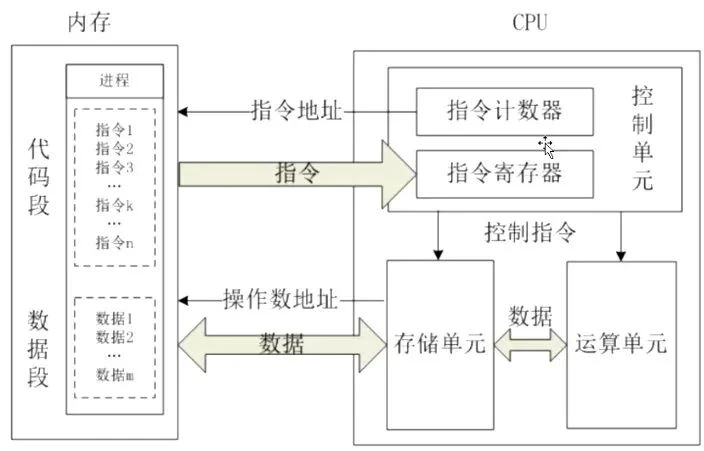 内存
CPU
进程
代码段
指令1
指令2
指令3
...
指令k
...
指令n
数据段
数据1
数据2
...
数据m
指令地址
指令
操作数地址
数据
指令计数器
指令寄存器
控制单元
控制指令
存储单元
数据
运算单元